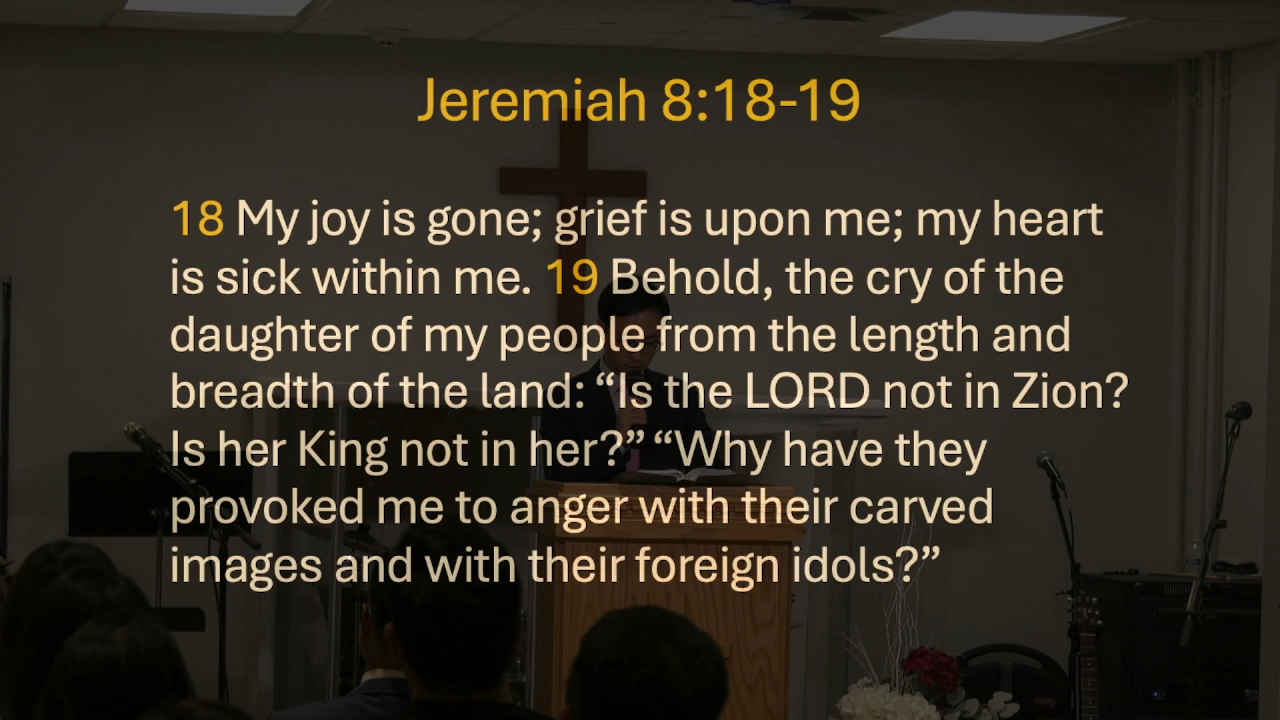 Jeremiah 8:18-19
18 My joy is gone; grief is upon me; my heart
is sick within me. 19 Behold, the cry of the
daughter of my people from the length and
breadth of the land: “Is the LORD not in Zion?
Is her King not in her?” “Why have they
provoked me to anger with their carved
images and with their foreign idols?”